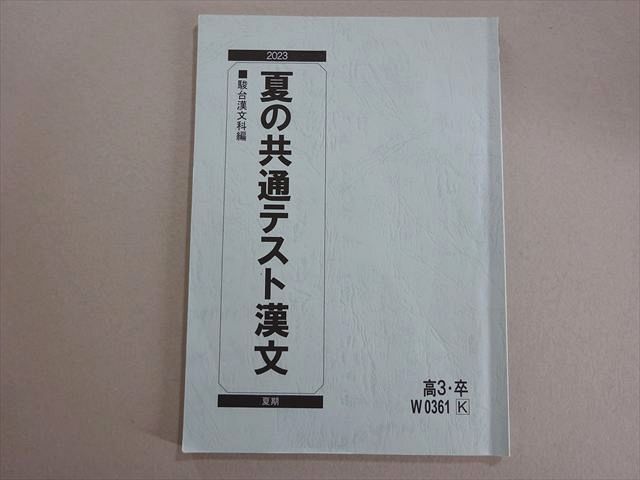 2023
夏の共通テスト漢文
■駿台漢文科編
夏期
高3・卒
W0361 K